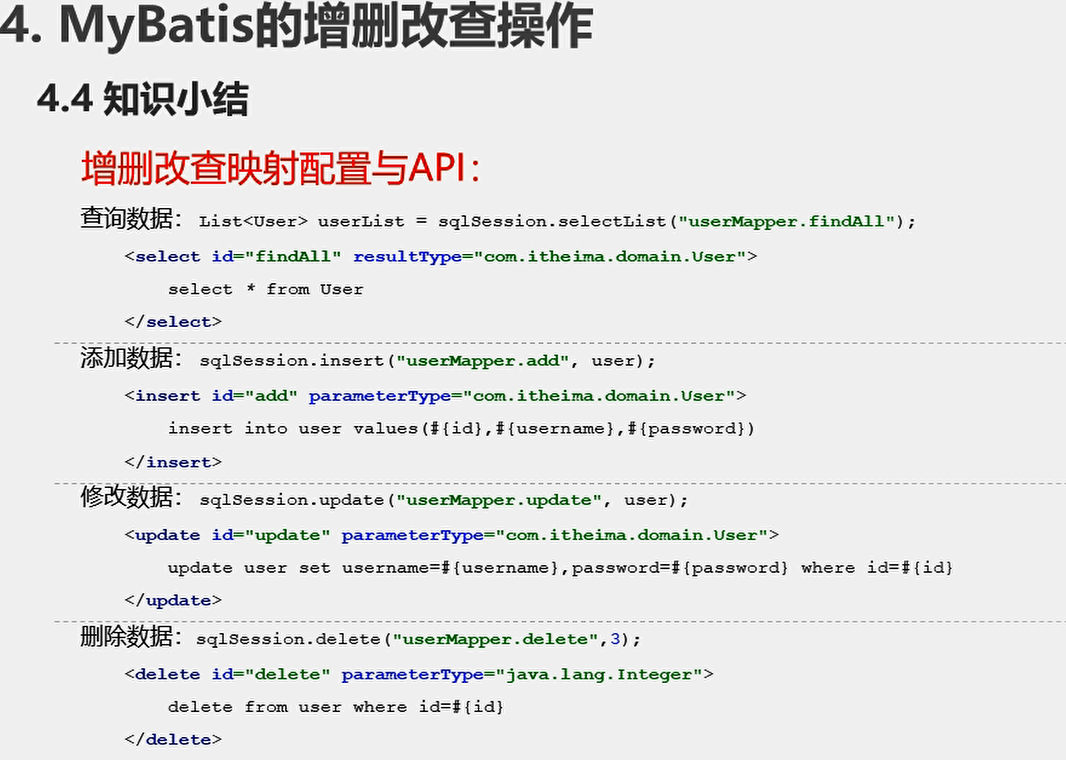 4. MyBatis的增删改查操作
4.4 知识小结
增删改查映射配置与API：
查询数据： List<User> userList = sqlSession.selectList("userMapper.findAll");
<select id="findAll" resultType="com.itheima.domain.User">
select * from User
</select>
添加数据： sqlSession.insert("userMapper.add", user);
<insert id="add" parameterType="com.itheima.domain.User">
insert into user values(#{id},#{username},#{password})
</insert>
修改数据： sqlSession.update("userMapper.update", user);
<update id="update" parameterType="com.itheima.domain.User">
update user set username=#{username},password=#{password} where id=#{id}
</update>
删除数据：sqlSession.delete("userMapper.delete",3);
<delete id="delete" parameterType="java.lang.Integer">
delete from user where id=#{id}
</delete>